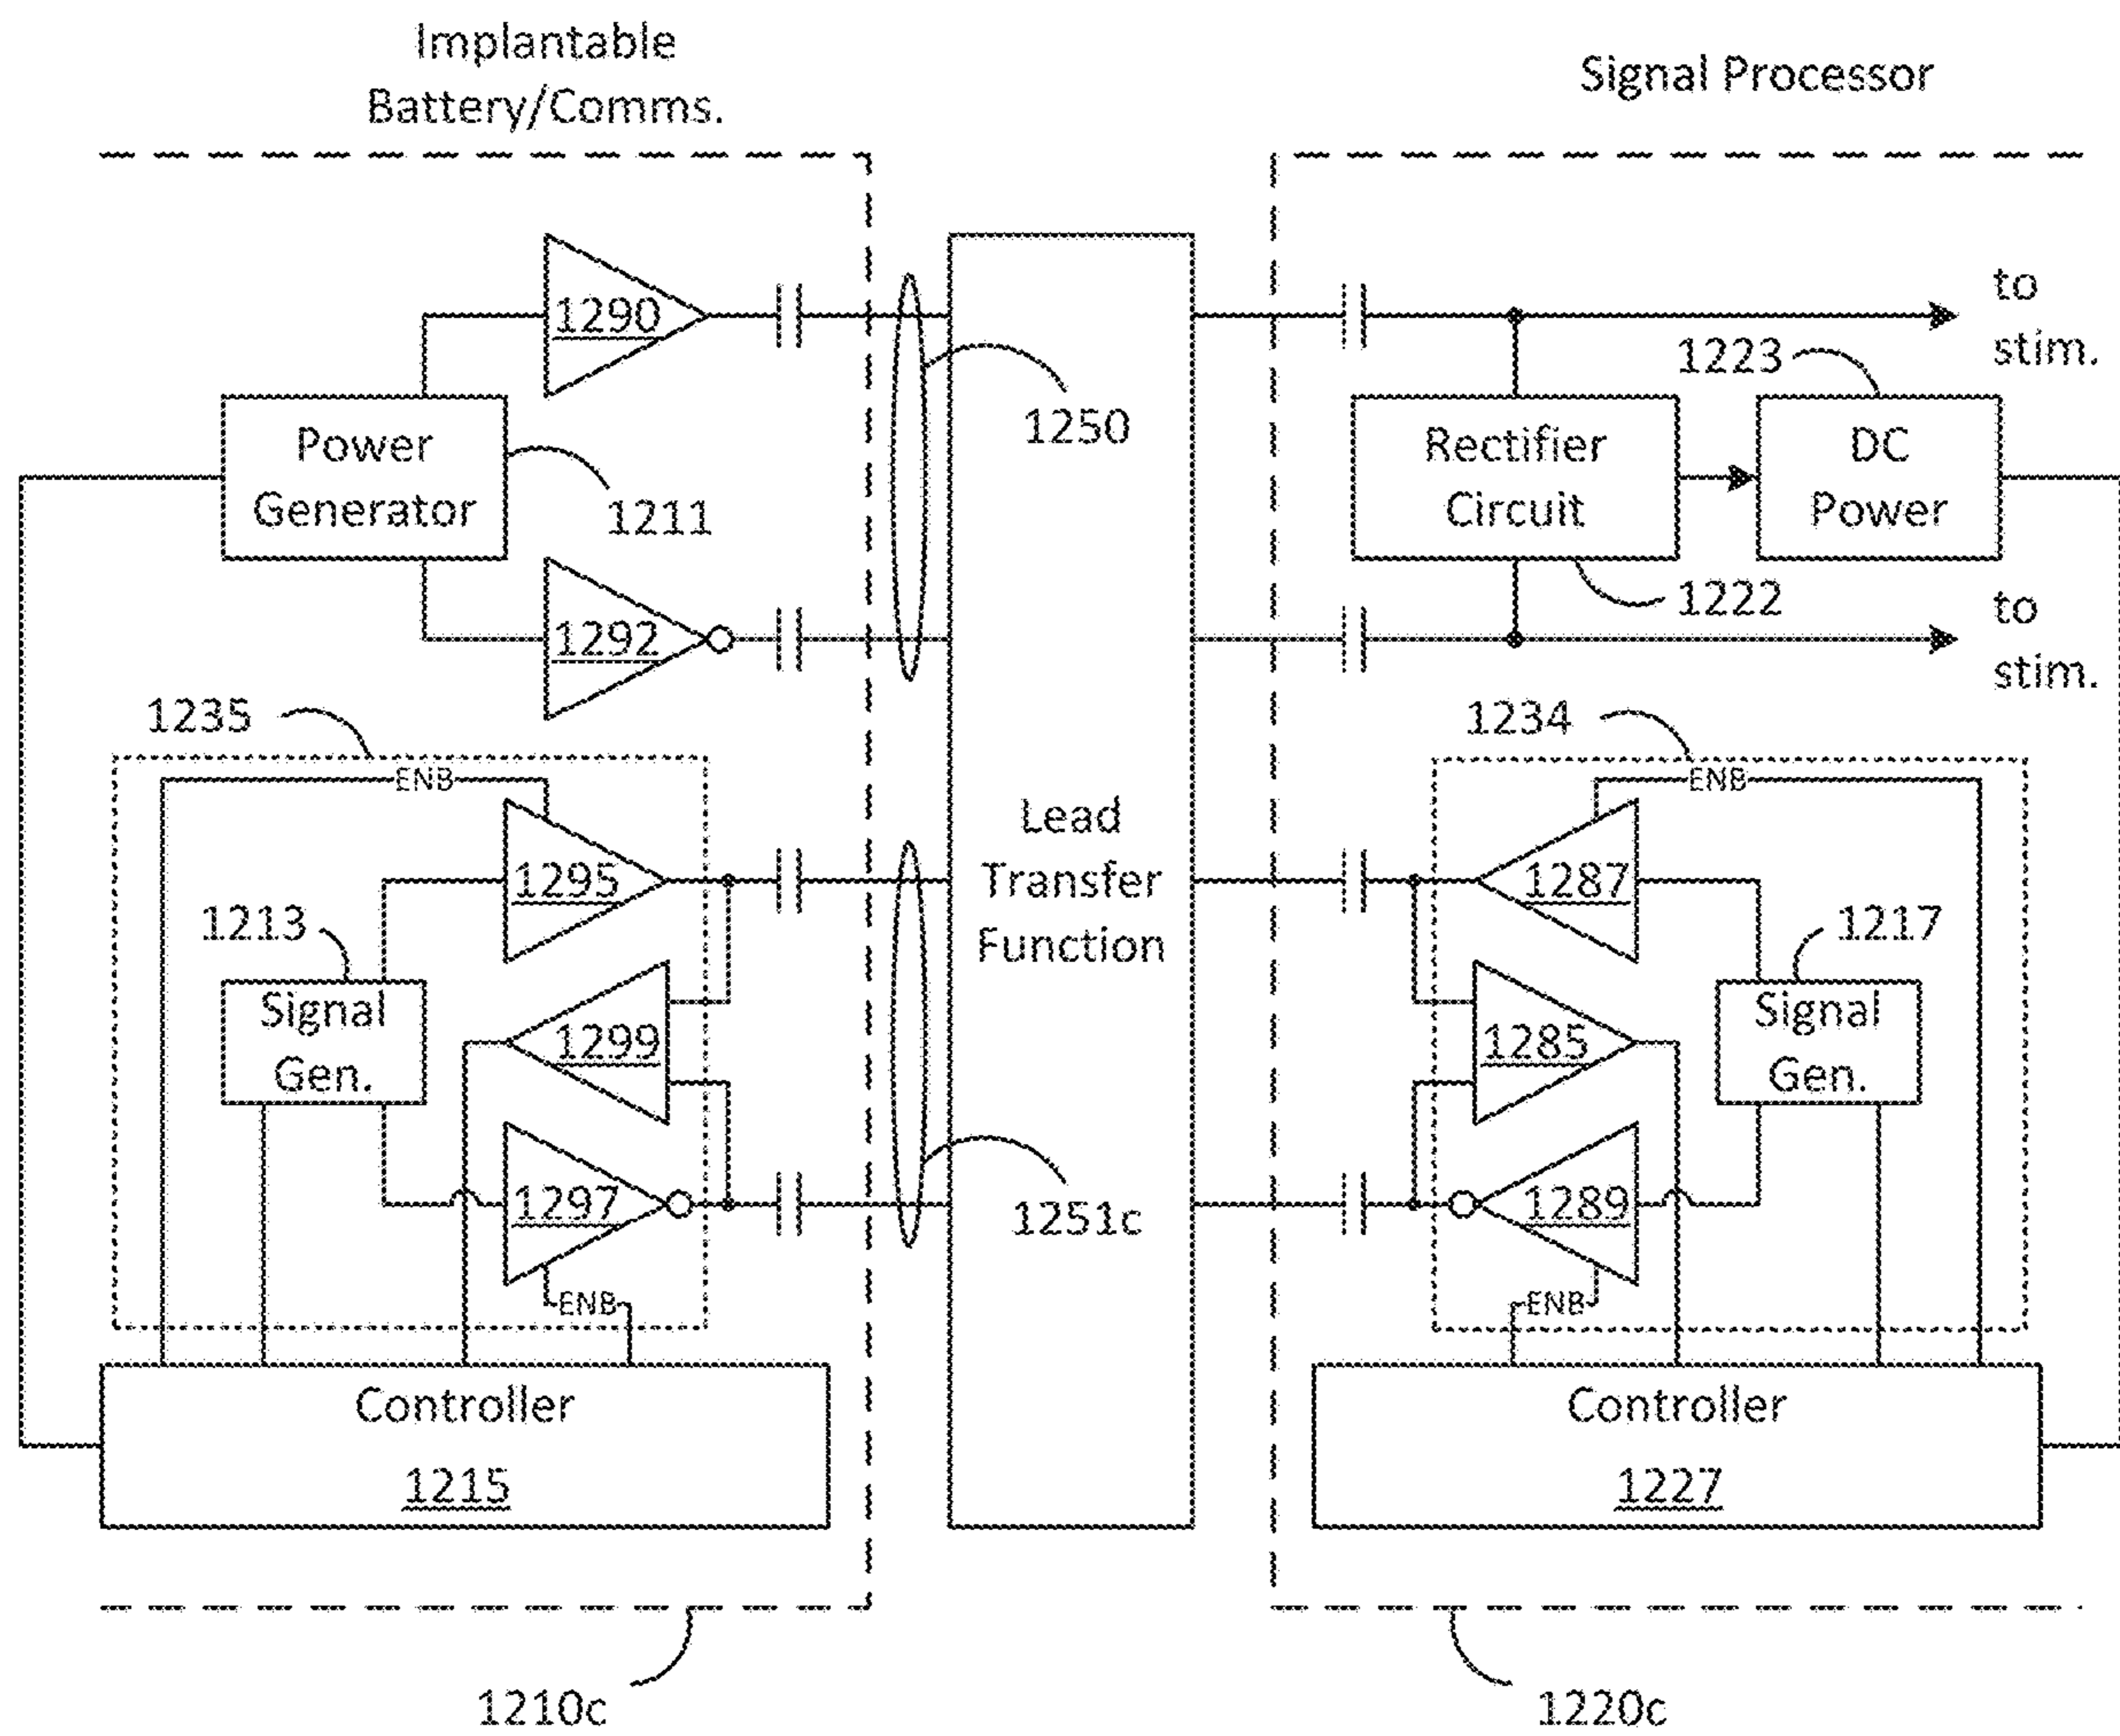 Implantable
Battery/Comms.
Signal Processor
1290
to
stim.
1223
1250
Power
Generator
Rectifier
Circuit
DC
Power
1211
1222
1292
to
stim.
1235
1234
ENB
ENB
Lead
Transfer
Function
1295
1287
1213
1217
Signal
Gen.
1299
1285
Signal
Gen.
1297
1251c
1289
ENB
ENB
Controller
1215
Controller
1227
1210c
1220c